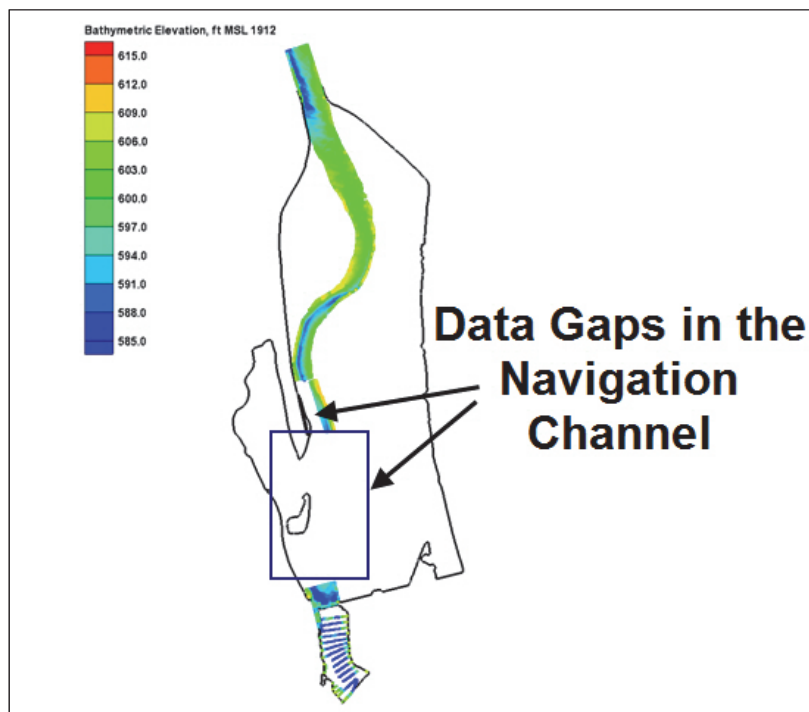 Bathymetric Elevation, ft MSL 1912
615.0
612.0
609.0
606.0
603.0
600.0
597.0
594.0
591.0
588.0
585.0
Data Gaps in the
Navigation
Channel